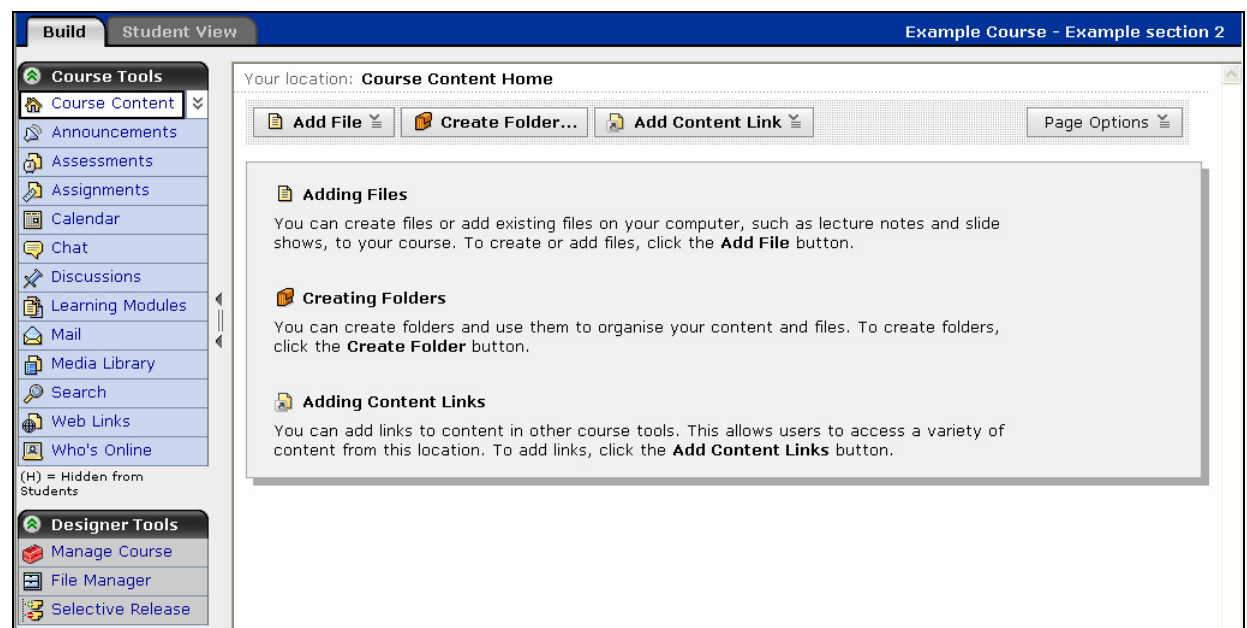 Build
Student View
Example Course - Example section 2
Course Tools
Course Content
Announcements
Assessments
Assignments
Calendar
Chat
Discussions
Learning Modules
Mail
Media Library
Search
Web Links
Who's Online
(H) = Hidden from
Students
Designer Tools
Manage Course
File Manager
Selective Release
Your location: Course Content Home
Add File
Create Folder...
Add Content Link
Page Options
Adding Files
You can create files or add existing files on your computer, such as lecture notes and slide
shows, to your course. To create or add files, click the Add File button.
Creating Folders
You can create folders and use them to organise your content and files. To create folders,
click the Create Folder button.
Adding Content Links
You can add links to content in other course tools. This allows users to access a variety of
content from this location. To add links, click the Add Content Links button.